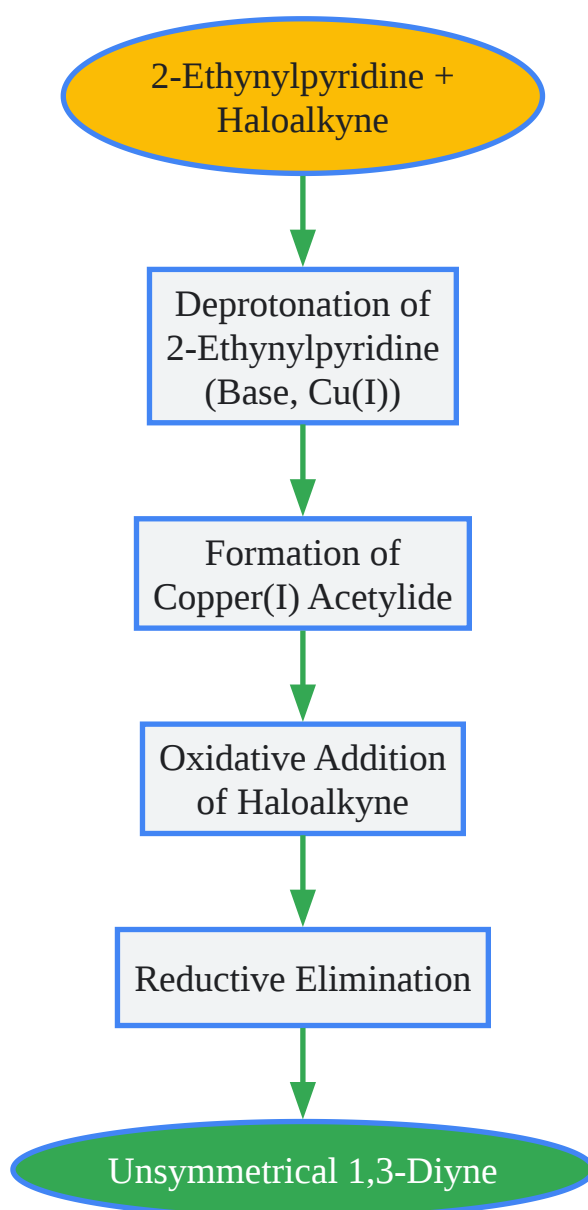 2-Ethynylpyridine +
Haloalkyne
Deprotonation of
2-Ethynylpyridine
(Base, Cu(I))
Formation of
Copper(I) Acetylide
Oxidative Addition
of Haloalkyne
Reductive Elimination
Unsymmetrical 1,3-Diyne